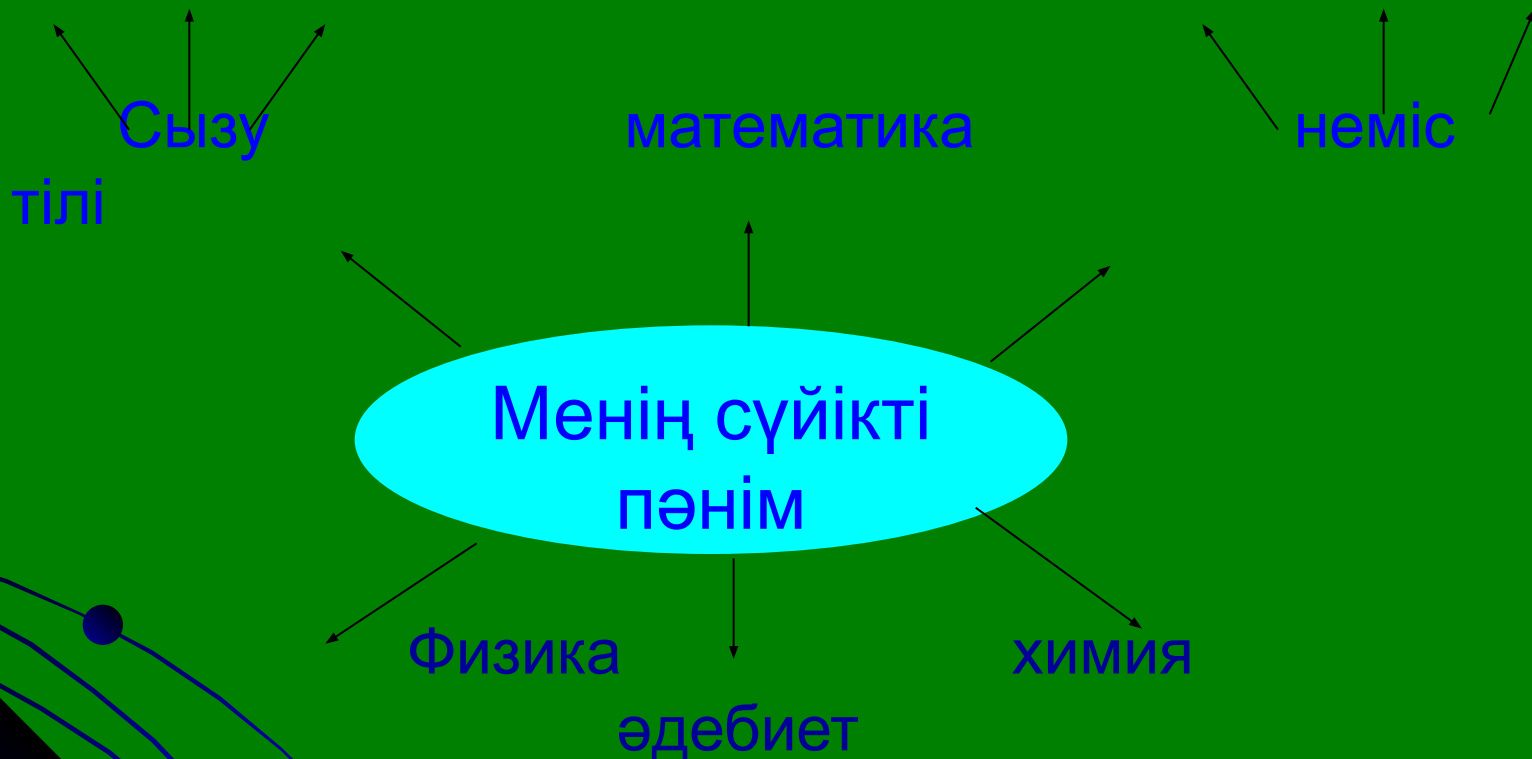 Сызу математика неміс
тілі
Менің сүйікті
пәнім
Физика химия
әдебиет